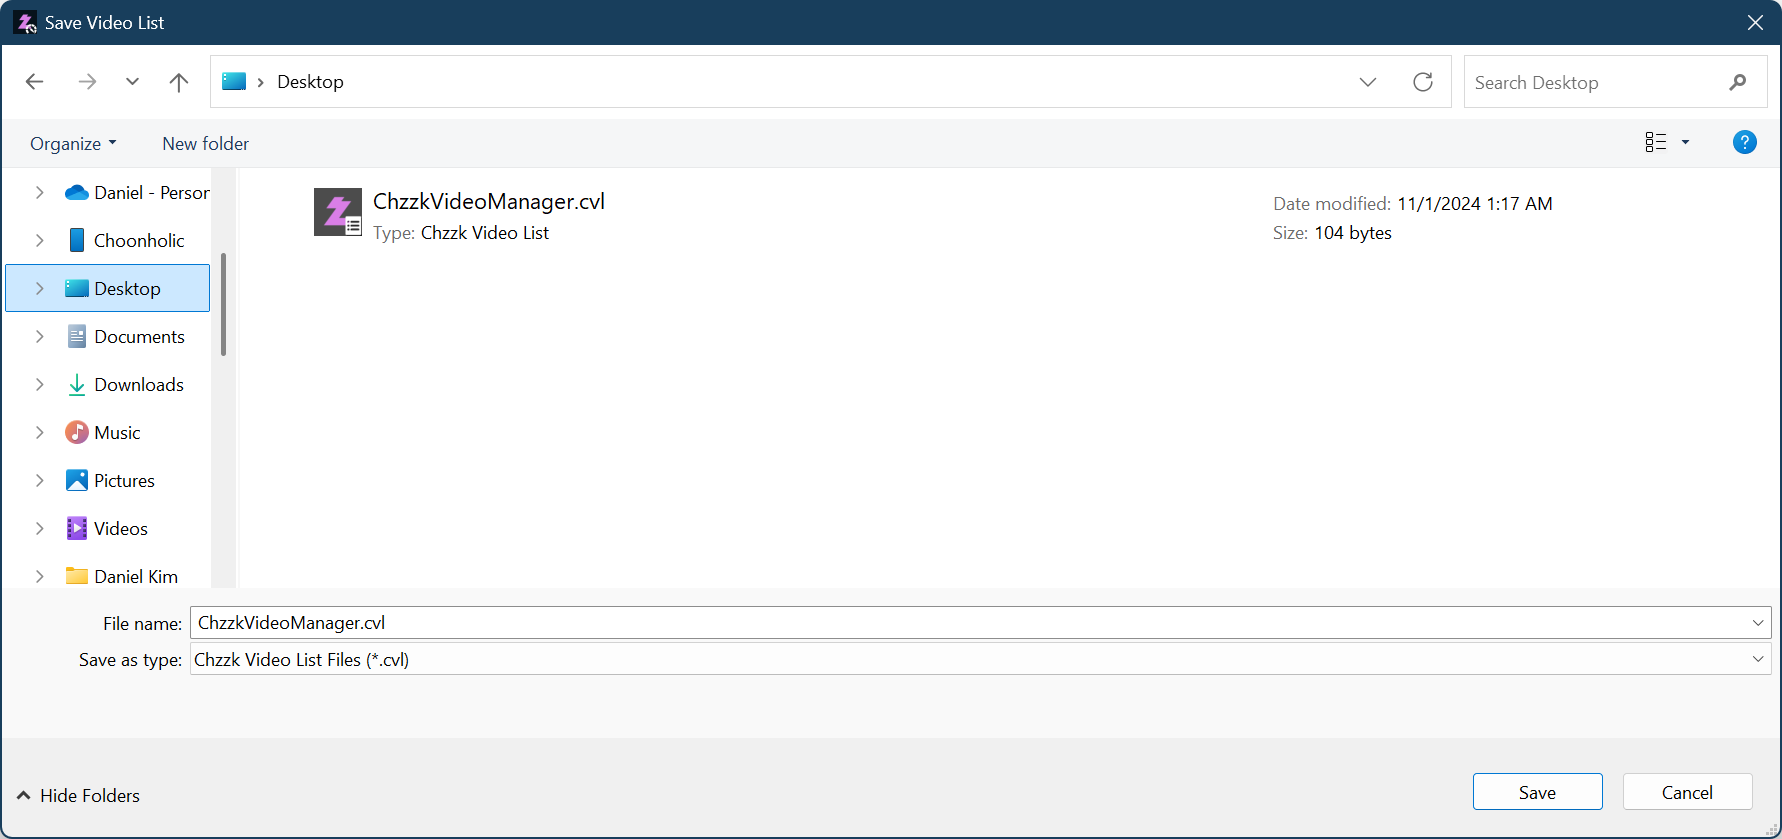 Save Video List
Desktop
Search Desktop
Organize
New folder
?
Daniel - Persor
Choonholic
Desktop
Documents
Downloads
Music
Pictures
Videos
Daniel Kim
ChzzkVideoManager.cvl
Type: Chzzk Video List
Date modified: 11/1/2024 1:17 AM
Size: 104 bytes
File name: ChzzkVideoManager.cvl
Save as type: Chzzk Video List Files (*.cvl)
Hide Folders
Save
Cancel